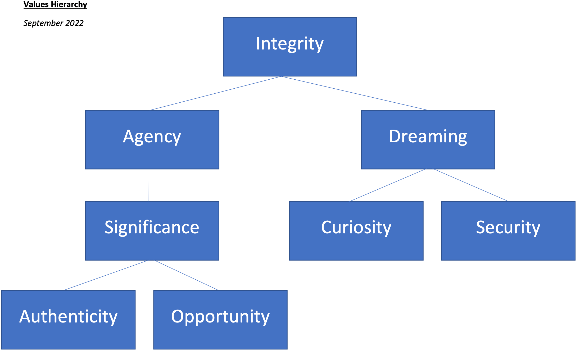 Values Hierarchy
September 2022
Integrity
Agency
Dreaming
Significance
Curiosity
Security
Authenticity
Opportunity